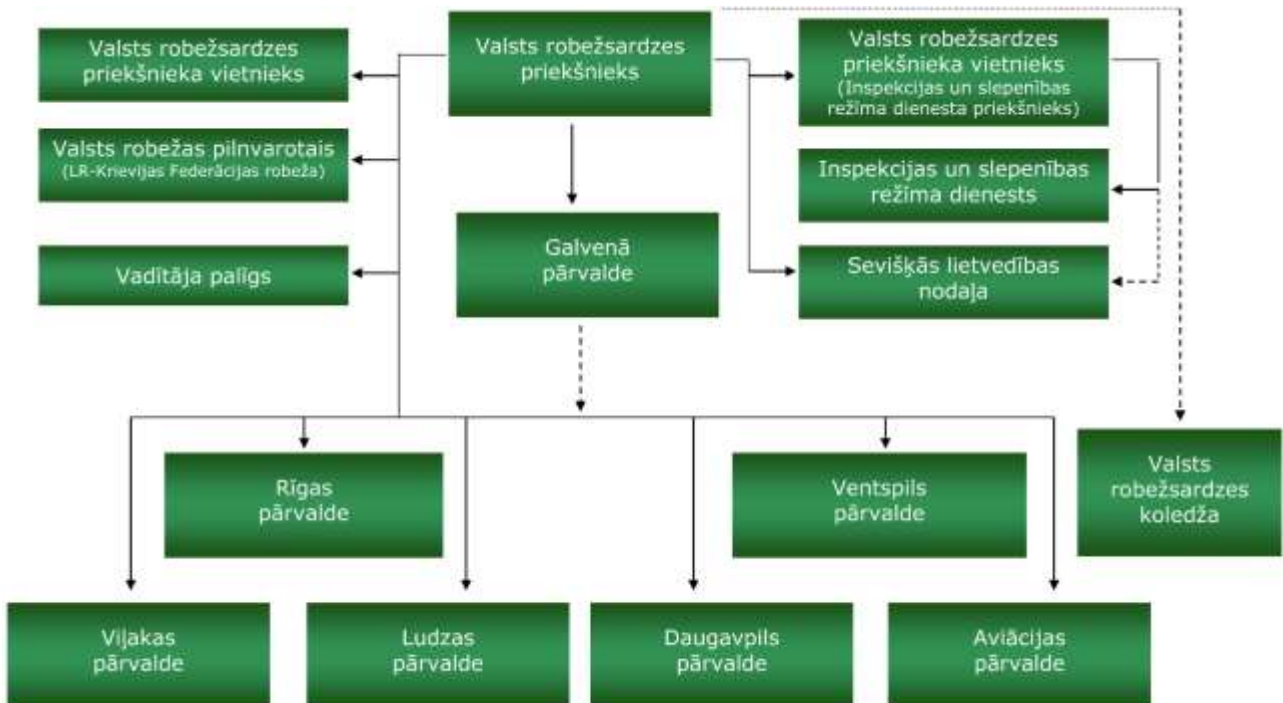 Valsts robežsardzes
priekšnieka vietnieks
Valsts robežas pilnvarotais
(LR-Krievijas Federācijas robeža)
Vadītāja palīgs
Valsts robežsardzes
priekšnieks
Galvenā
pārvalde
Valsts robežsardzes
priekšnieka vietnieks
(Inspekcijas un slepenības
režīma dienesta priekšnieks)
Inspekcijas un slepenības
režīma dienests
Sevišķās lietvedības
nodaļa
Rīgas
pārvalde
Ventspils
pārvalde
Valsts
robežsardzes
koledža
Viļakas
pārvalde
Ludzas
pārvalde
Daugavpils
pārvalde
Aviācijas
pārvalde